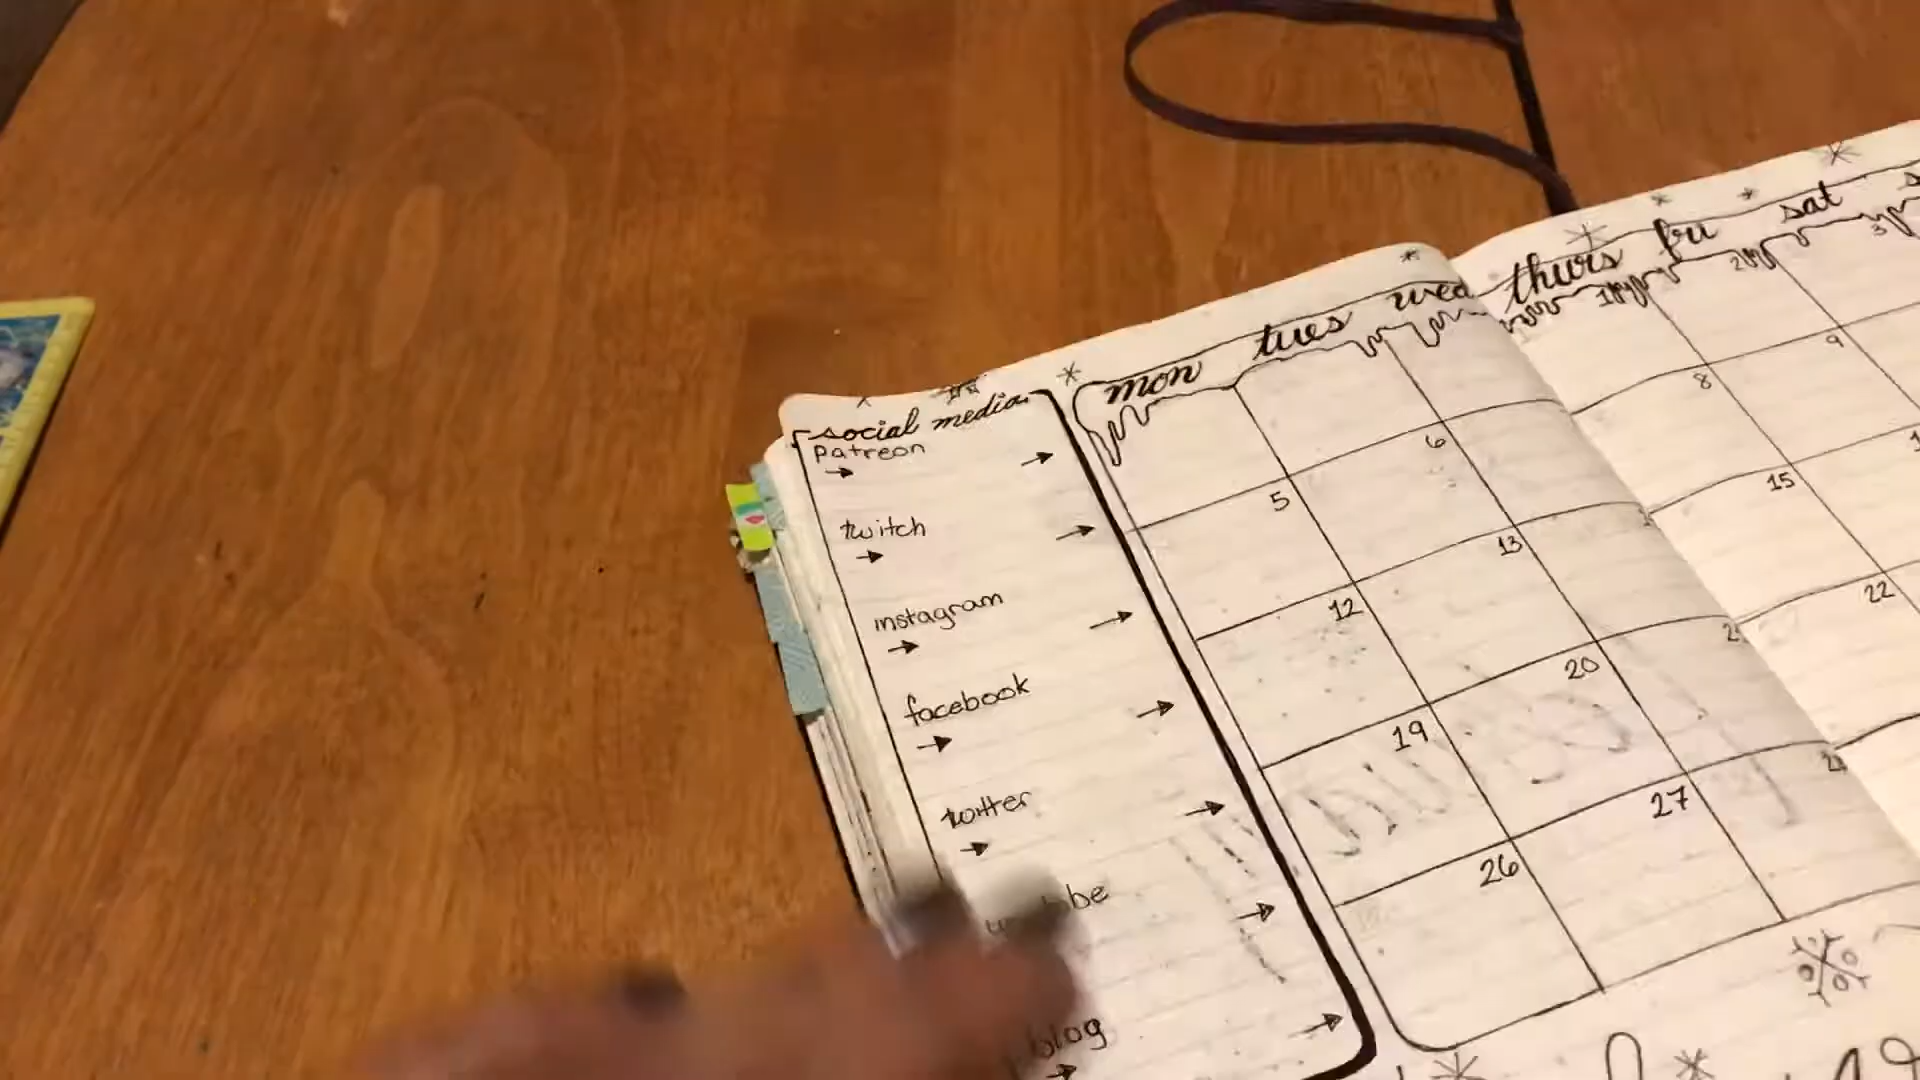 social media
Patreon
twitch
instagram
facebook
twitter
blog
mon tues wed thurs fri sat
1 2 3
5 6 8 9
12 13 15
19 20 22
26 27